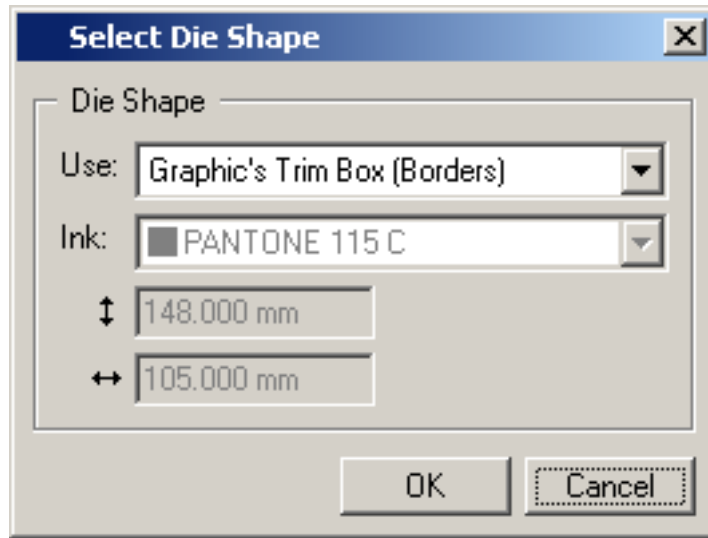 Select Die Shape
Die Shape
Use: Graphic's Trim Box (Borders)
Ink: PANTONE 115 C
148.000 mm
105.000 mm
OK Cancel